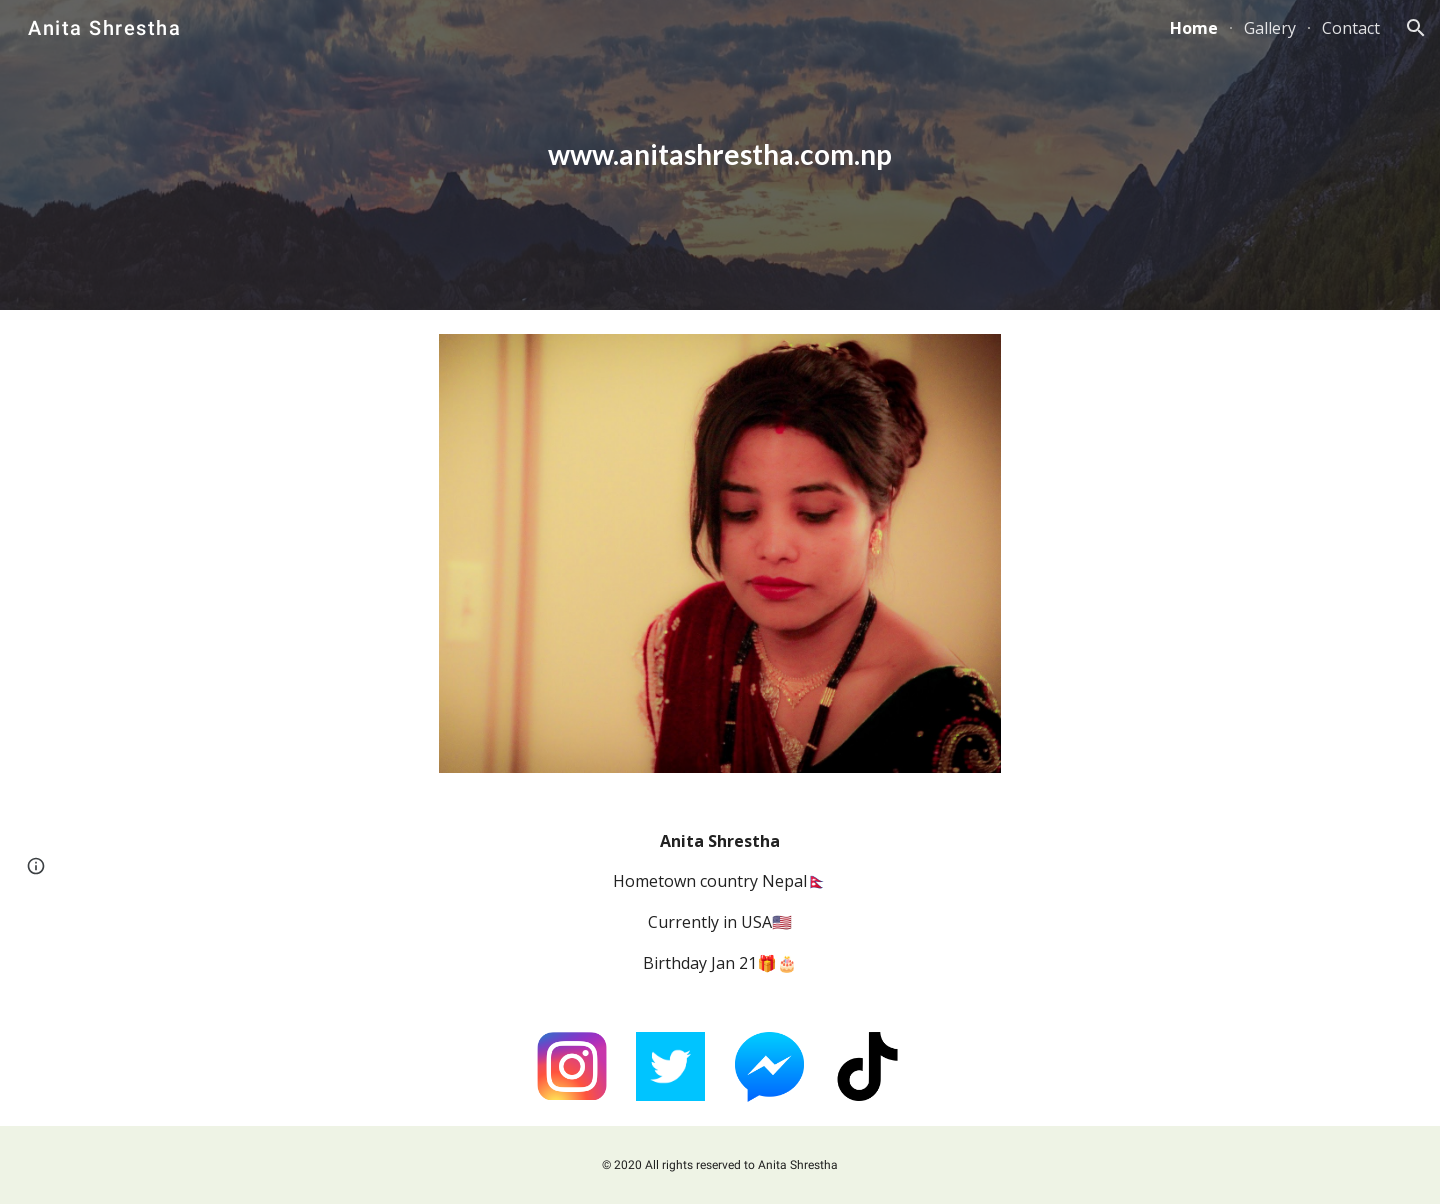 Anita Shrestha
Home · Gallery · Contact
www.anitashrestha.com.np
Anita Shrestha
Hometown country Nepal🇳🇵
Currently in USA🇺🇸
Birthday Jan 21🎁🎂
© 2020 All rights reserved to Anita Shrestha